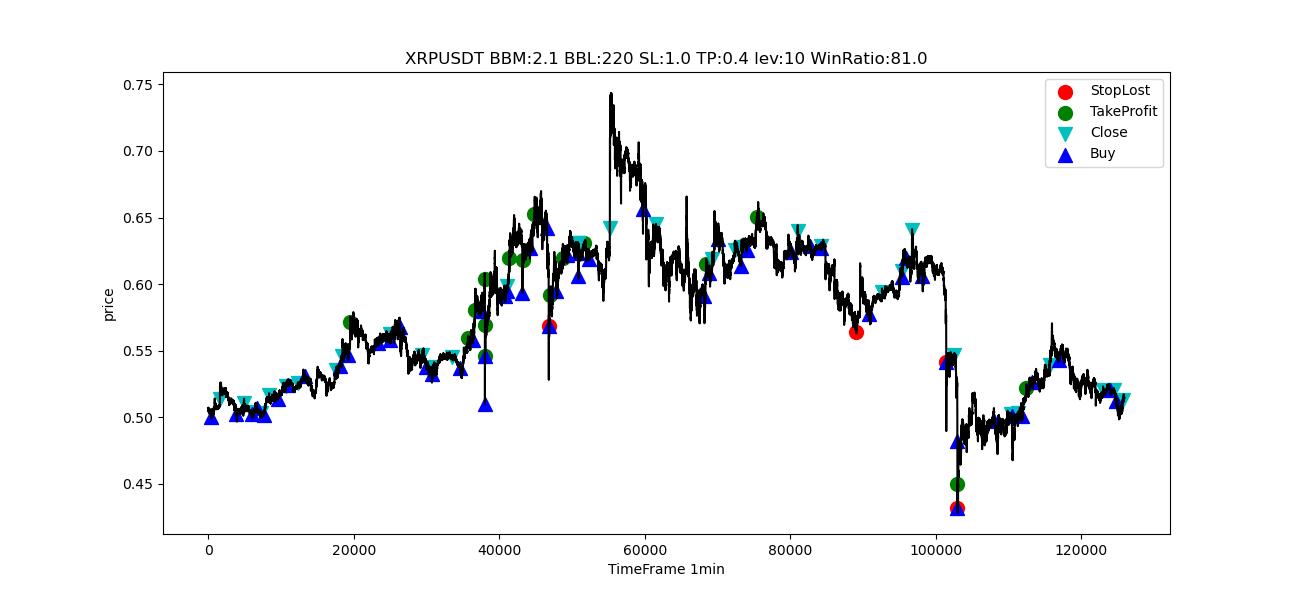 XRPUSDT BBM:2.1 BBL:220 SL:1.0 TP:0.4 lev:10 WinRatio:81.0
StopLost
TakeProfit
Close
Buy
price
0.75
0.70
0.65
0.60
0.55
0.50
0.45
0 20000 40000 60000 80000 100000 120000
TimeFrame 1min